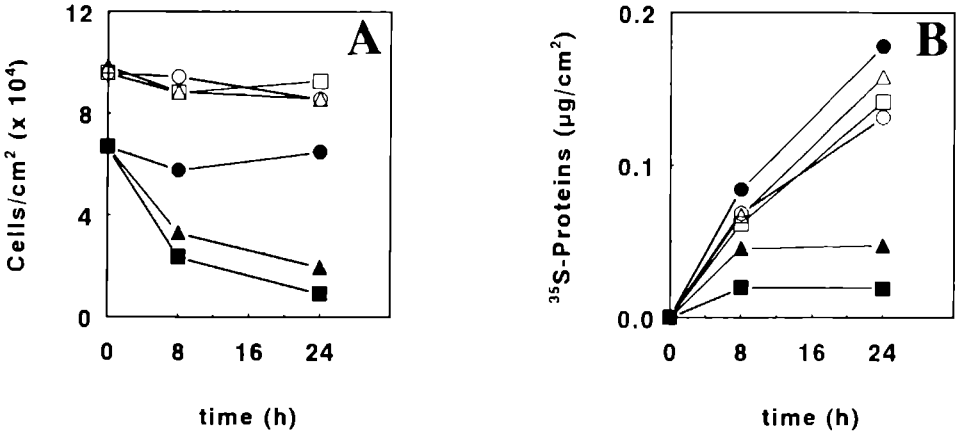 A
Cells/cm² (x 10⁴)
12
8
4
0
0 8 16 24
time (h)
B
³⁵S-Proteins (µg/cm²)
0.2
0.1
0.0
0 8 16 24
time (h)